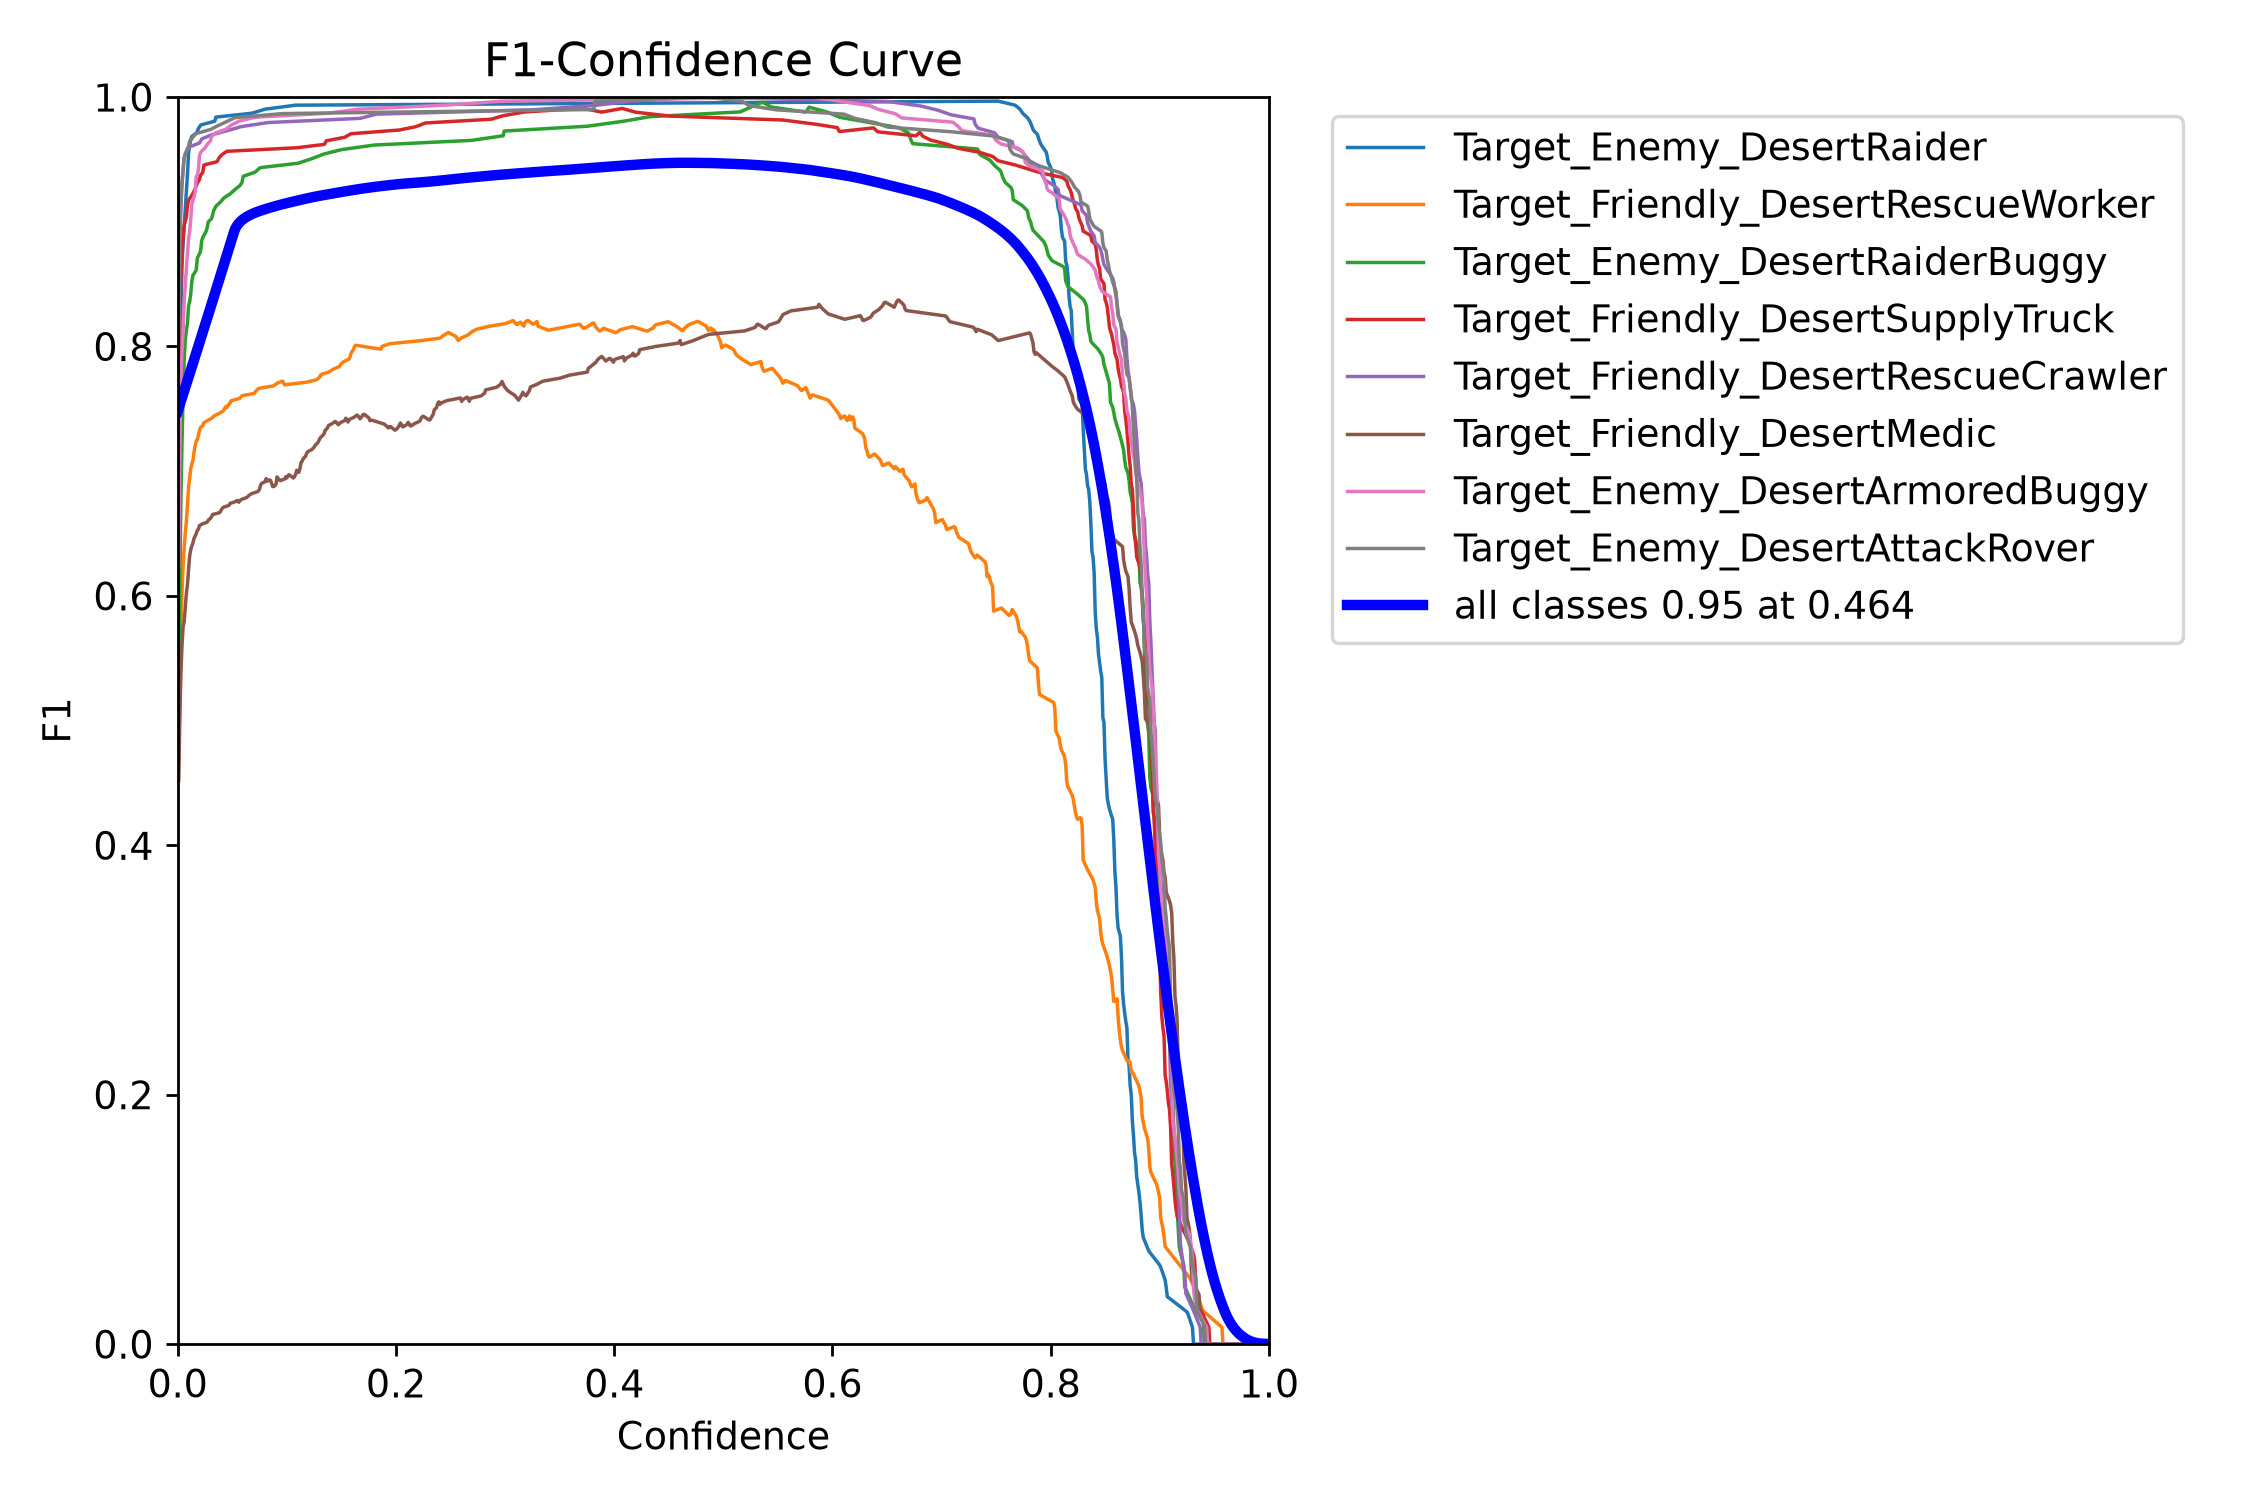 F1-Confidence Curve
1.0
0.8
0.6
0.4
0.2
0.0
F1
0.0 0.2 0.4 0.6 0.8 1.0
Confidence
Target_Enemy_DesertRaider
Target_Friendly_DesertRescueWorker
Target_Enemy_DesertRaiderBuggy
Target_Friendly_DesertSupplyTruck
Target_Friendly_DesertRescueCrawler
Target_Friendly_DesertMedic
Target_Enemy_DesertArmoredBuggy
Target_Enemy_DesertAttackRover
all classes 0.95 at 0.464